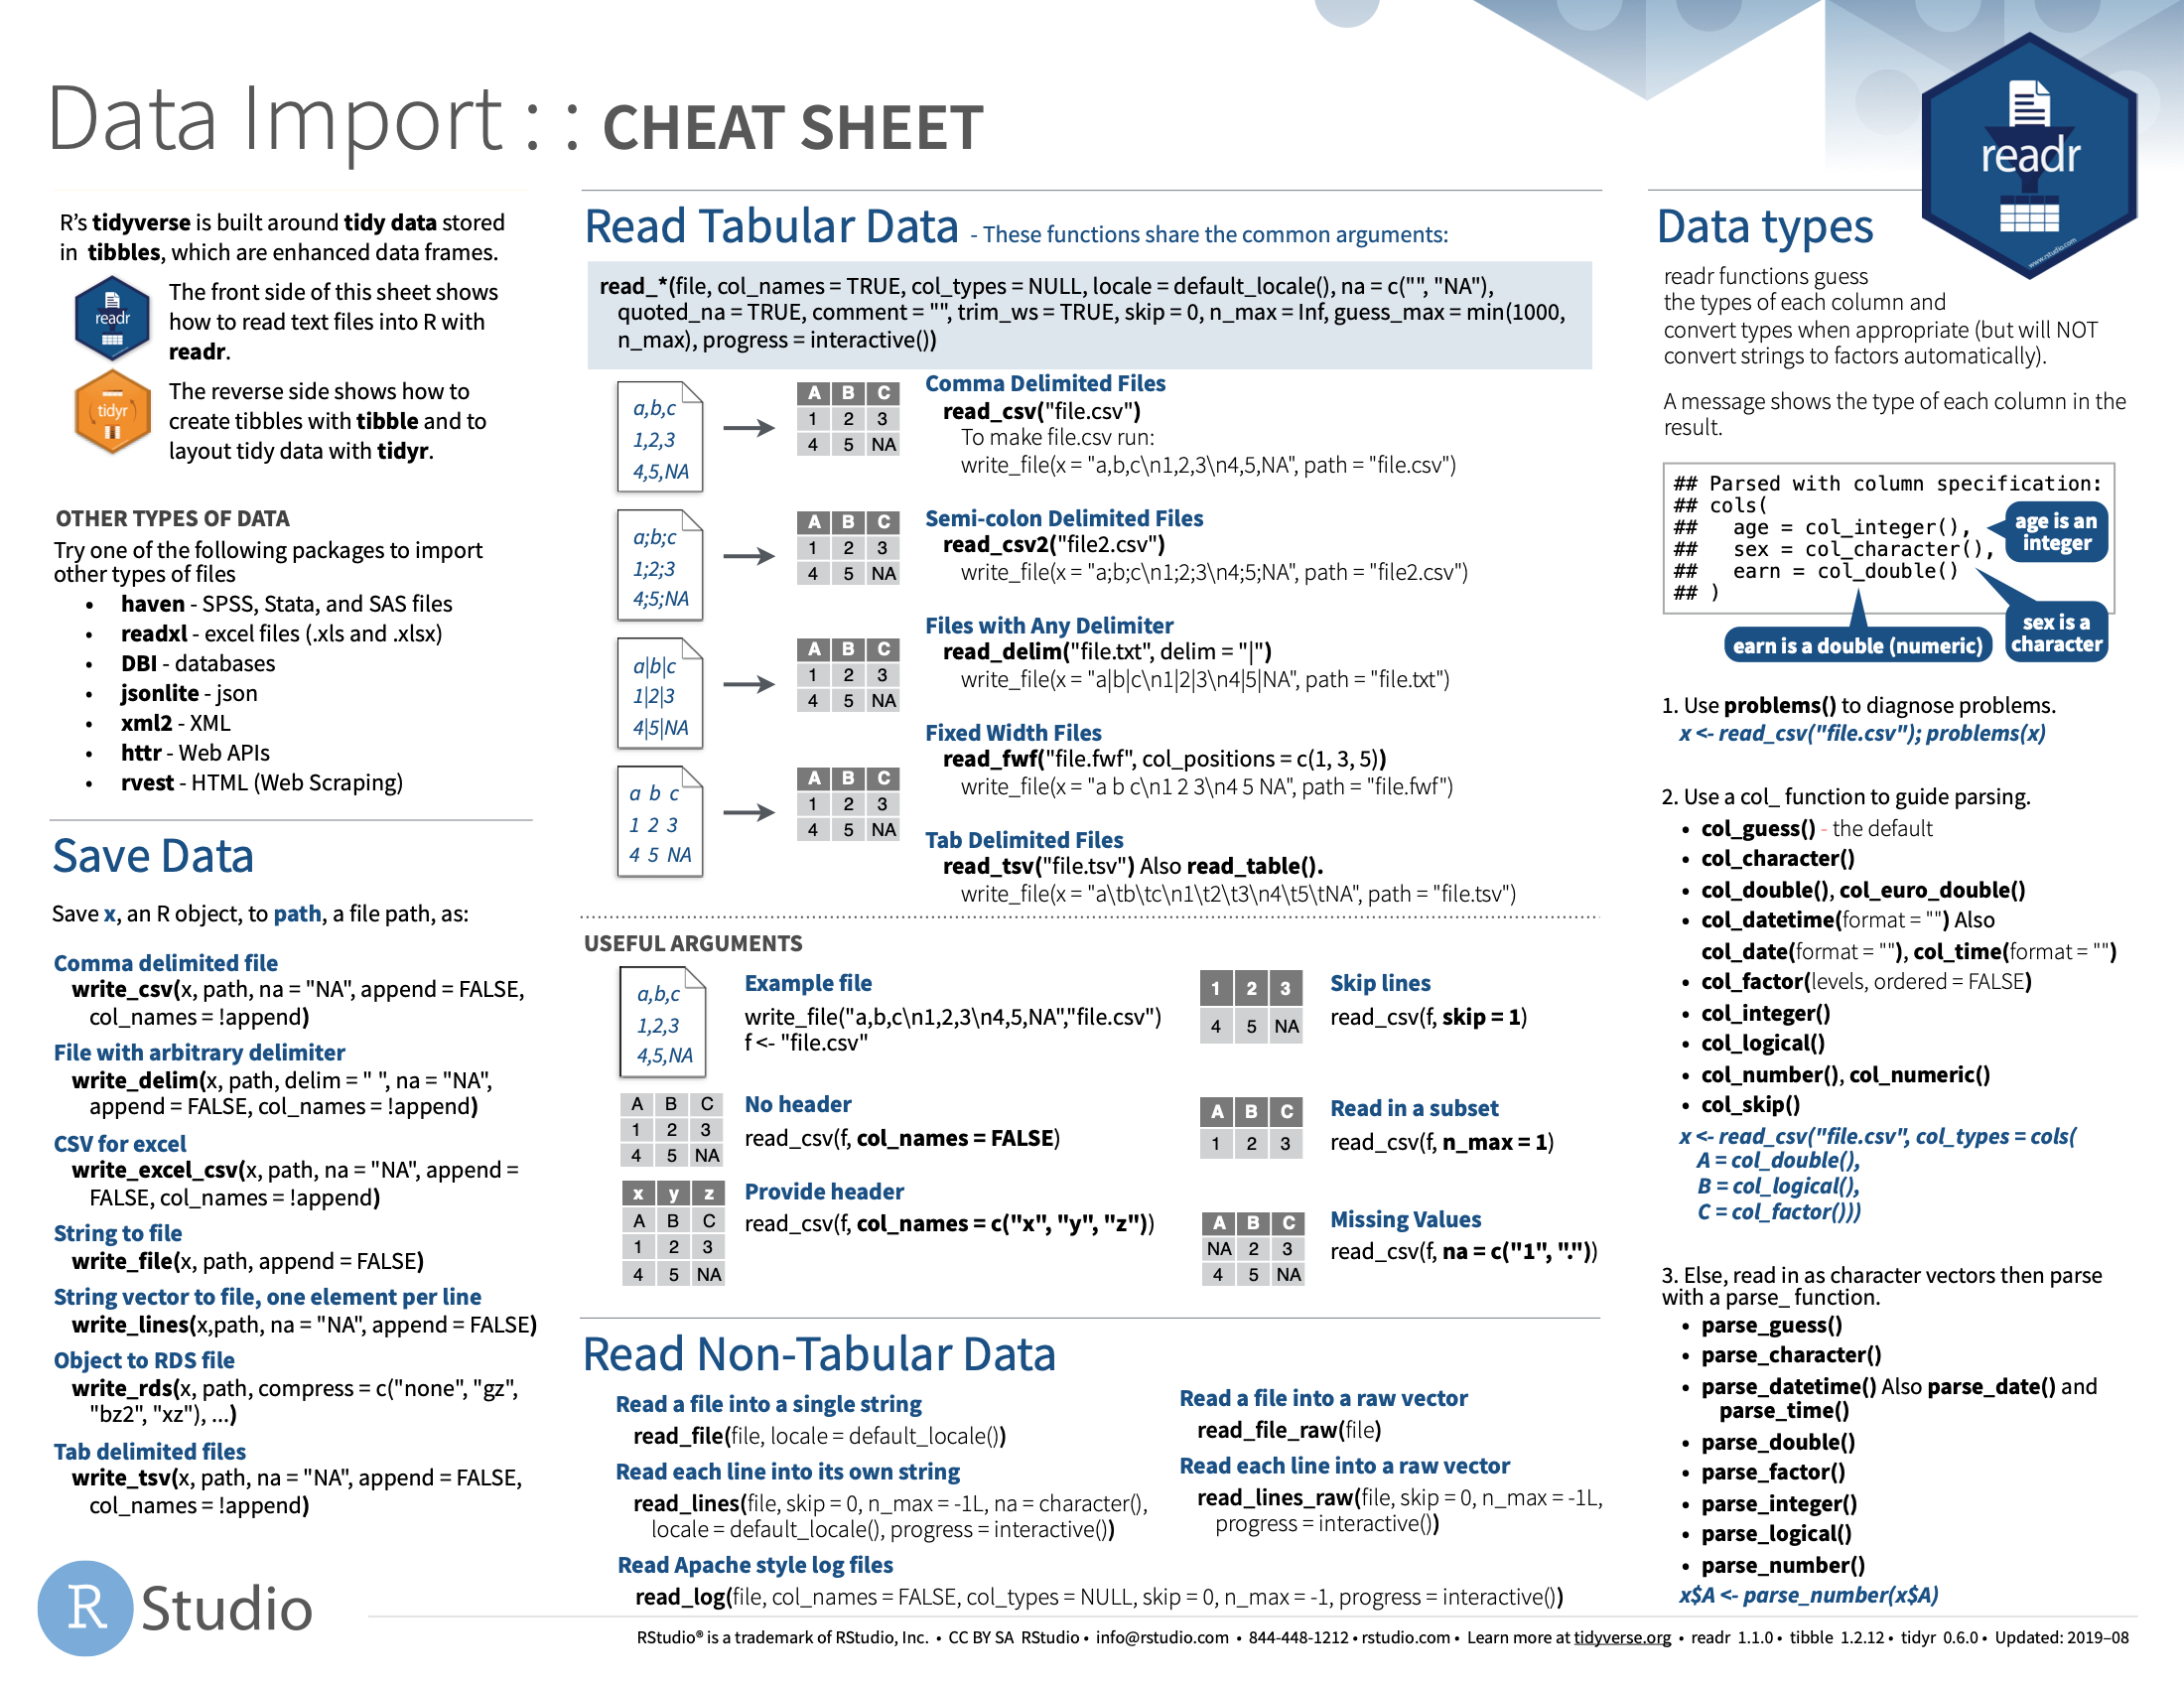 Data Import : : CHEAT SHEET
R's tidyverse is built around tidy data stored
in tibbles, which are enhanced data frames.
readr
The front side of this sheet shows
how to read text files into R with
readr.
tidyr
The reverse side shows how to
create tibbles with tibble and to
layout tidy data with tidyr.
OTHER TYPES OF DATA
Try one of the following packages to import
other types of files
• haven - SPSS, Stata, and SAS files
• readxl - excel files (.xls and .xlsx)
• DBI - databases
• jsonlite - json
• xml2 - XML
• httr - Web APIs
• rvest - HTML (Web Scraping)
Save Data
Save x, an R object, to path, a file path, as:
Comma delimited file
write_csv(x, path, na = "NA", append = FALSE,
col_names = !append)
File with arbitrary delimiter
write_delim(x, path, delim = " ", na = "NA",
append = FALSE, col_names = !append)
CSV for excel
write_excel_csv(x, path, na = "NA", append =
FALSE, col_names = !append)
String to file
write_file(x, path, append = FALSE)
String vector to file, one element per line
write_lines(x,path, na = "NA", append = FALSE)
Object to RDS file
write_rds(x, path, compress = c("none", "gz",
"bz2", "xz"), ...)
Tab delimited files
write_tsv(x, path, na = "NA", append = FALSE,
col_names = !append)
Read Tabular Data - These functions share the common arguments:
read_*(file, col_names = TRUE, col_types = NULL, locale = default_locale(), na = c("", "NA"),
quoted_na = TRUE, comment = "", trim_ws = TRUE, skip = 0, n_max = Inf, guess_max = min(1000,
n_max), progress = interactive())
a,b,c
1,2,3
4,5,NA
A B C
1 2 3
4 5 NA
Comma Delimited Files
read_csv("file.csv")
To make file.csv run:
write_file(x = "a,b,c\n1,2,3\n4,5,NA", path = "file.csv")
a;b;c
1;2;3
4;5;NA
A B C
1 2 3
4 5 NA
Semi-colon Delimited Files
read_csv2("file2.csv")
write_file(x = "a;b;c\n1;2;3\n4;5;NA", path = "file2.csv")
a|b|c
1|2|3
4|5|NA
A B C
1 2 3
4 5 NA
Files with Any Delimiter
read_delim("file.txt", delim = "|")
write_file(x = "a|b|c\n1|2|3\n4|5|NA", path = "file.txt")
Fixed Width Files
read_fwf("file.fwf", col_positions = c(1, 3, 5))
write_file(x = "a b c\n1 2 3\n4 5 NA", path = "file.fwf")
a b c
1 2 3
4 5 NA
A B C
1 2 3
4 5 NA
Tab Delimited Files
read_tsv("file.tsv") Also read_table().
write_file(x = "a\tb\tc\n1\t2\t3\n4\t5\tNA", path = "file.tsv")
USEFUL ARGUMENTS
a,b,c
1,2,3
4,5,NA
Example file
write_file("a,b,c\n1,2,3\n4,5,NA","file.csv")
f <- "file.csv"
A B C
1 2 3
4 5 NA
No header
read_csv(f, col_names = FALSE)
x y z
A B C
1 2 3
4 5 NA
Provide header
read_csv(f, col_names = c("x", "y", "z"))
1 2 3
4 5 NA
Skip lines
read_csv(f, skip = 1)
A B C
1 2 3
Read in a subset
read_csv(f, n_max = 1)
A B C
NA 2 3
4 5 NA
Missing Values
read_csv(f, na = c("1", "."))
Read Non-Tabular Data
Read a file into a single string
read_file(file, locale = default_locale())
Read each line into its own string
read_lines(file, skip = 0, n_max = -1L, na = character(),
locale = default_locale(), progress = interactive())
Read a file into a raw vector
read_file_raw(file)
Read each line into a raw vector
read_lines_raw(file, skip = 0, n_max = -1L,
progress = interactive())
Read Apache style log files
read_log(file, col_names = FALSE, col_types = NULL, skip = 0, n_max = -1, progress = interactive())
readr
www.rstudio.com
Data types
readr functions guess
the types of each column and
convert types when appropriate (but will NOT
convert strings to factors automatically).
A message shows the type of each column in the
result.
## Parsed with column specification:
## cols(
## age = col_integer(),
## sex = col_character(),
## earn = col_double()
## )
age is an
integer
sex is a
character
earn is a double (numeric)
1. Use problems() to diagnose problems.
x <- read_csv("file.csv"); problems(x)
2. Use a col_ function to guide parsing.
• col_guess() - the default
• col_character()
• col_double(), col_euro_double()
• col_datetime(format = "") Also
col_date(format = ""), col_time(format = "")
• col_factor(levels, ordered = FALSE)
• col_integer()
• col_logical()
• col_number(), col_numeric()
• col_skip()
x <- read_csv("file.csv", col_types = cols(
A = col_double(),
B = col_logical(),
C = col_factor()))
3. Else, read in as character vectors then parse
with a parse_ function.
• parse_guess()
• parse_character()
• parse_datetime() Also parse_date() and
parse_time()
• parse_double()
• parse_factor()
• parse_integer()
• parse_logical()
• parse_number()
x$A <- parse_number(x$A)
R Studio
RStudio® is a trademark of RStudio, Inc. • CC BY SA RStudio • info@rstudio.com • 844-448-1212 • rstudio.com • Learn more at tidyverse.org • readr 1.1.0 • tibble 1.2.12 • tidyr 0.6.0 • Updated: 2019–08